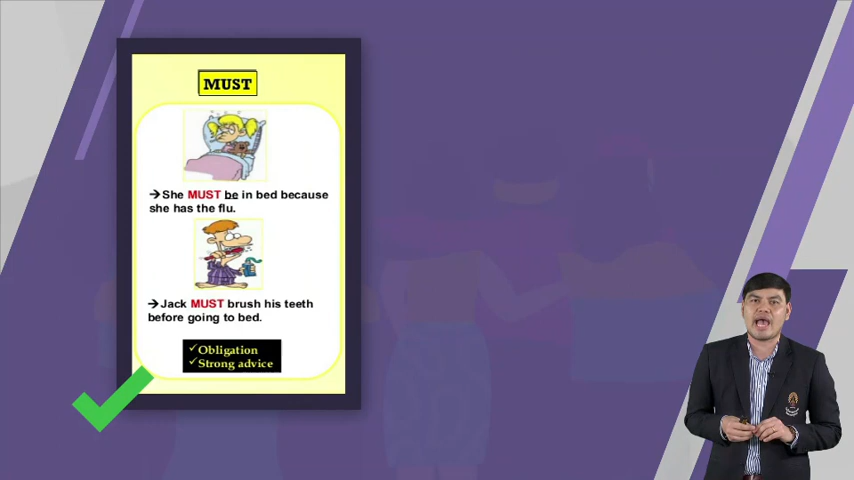 MUST
→She MUST be in bed because
she has the flu.
→Jack MUST brush his teeth
before going to bed.
✓Obligation
✓Strong advice